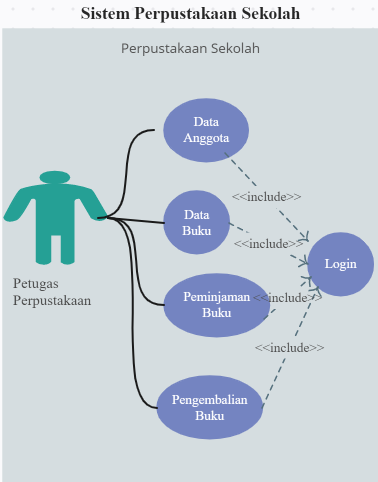 Sistem Perpustakaan Sekolah
Perpustakaan Sekolah
Data
Anggota
<<include>>
Data
Buku
<<include>>
Login
Petugas
Perpustakaan
Peminjaman
Buku
<<include>>
<<include>>
Pengembalian
Buku